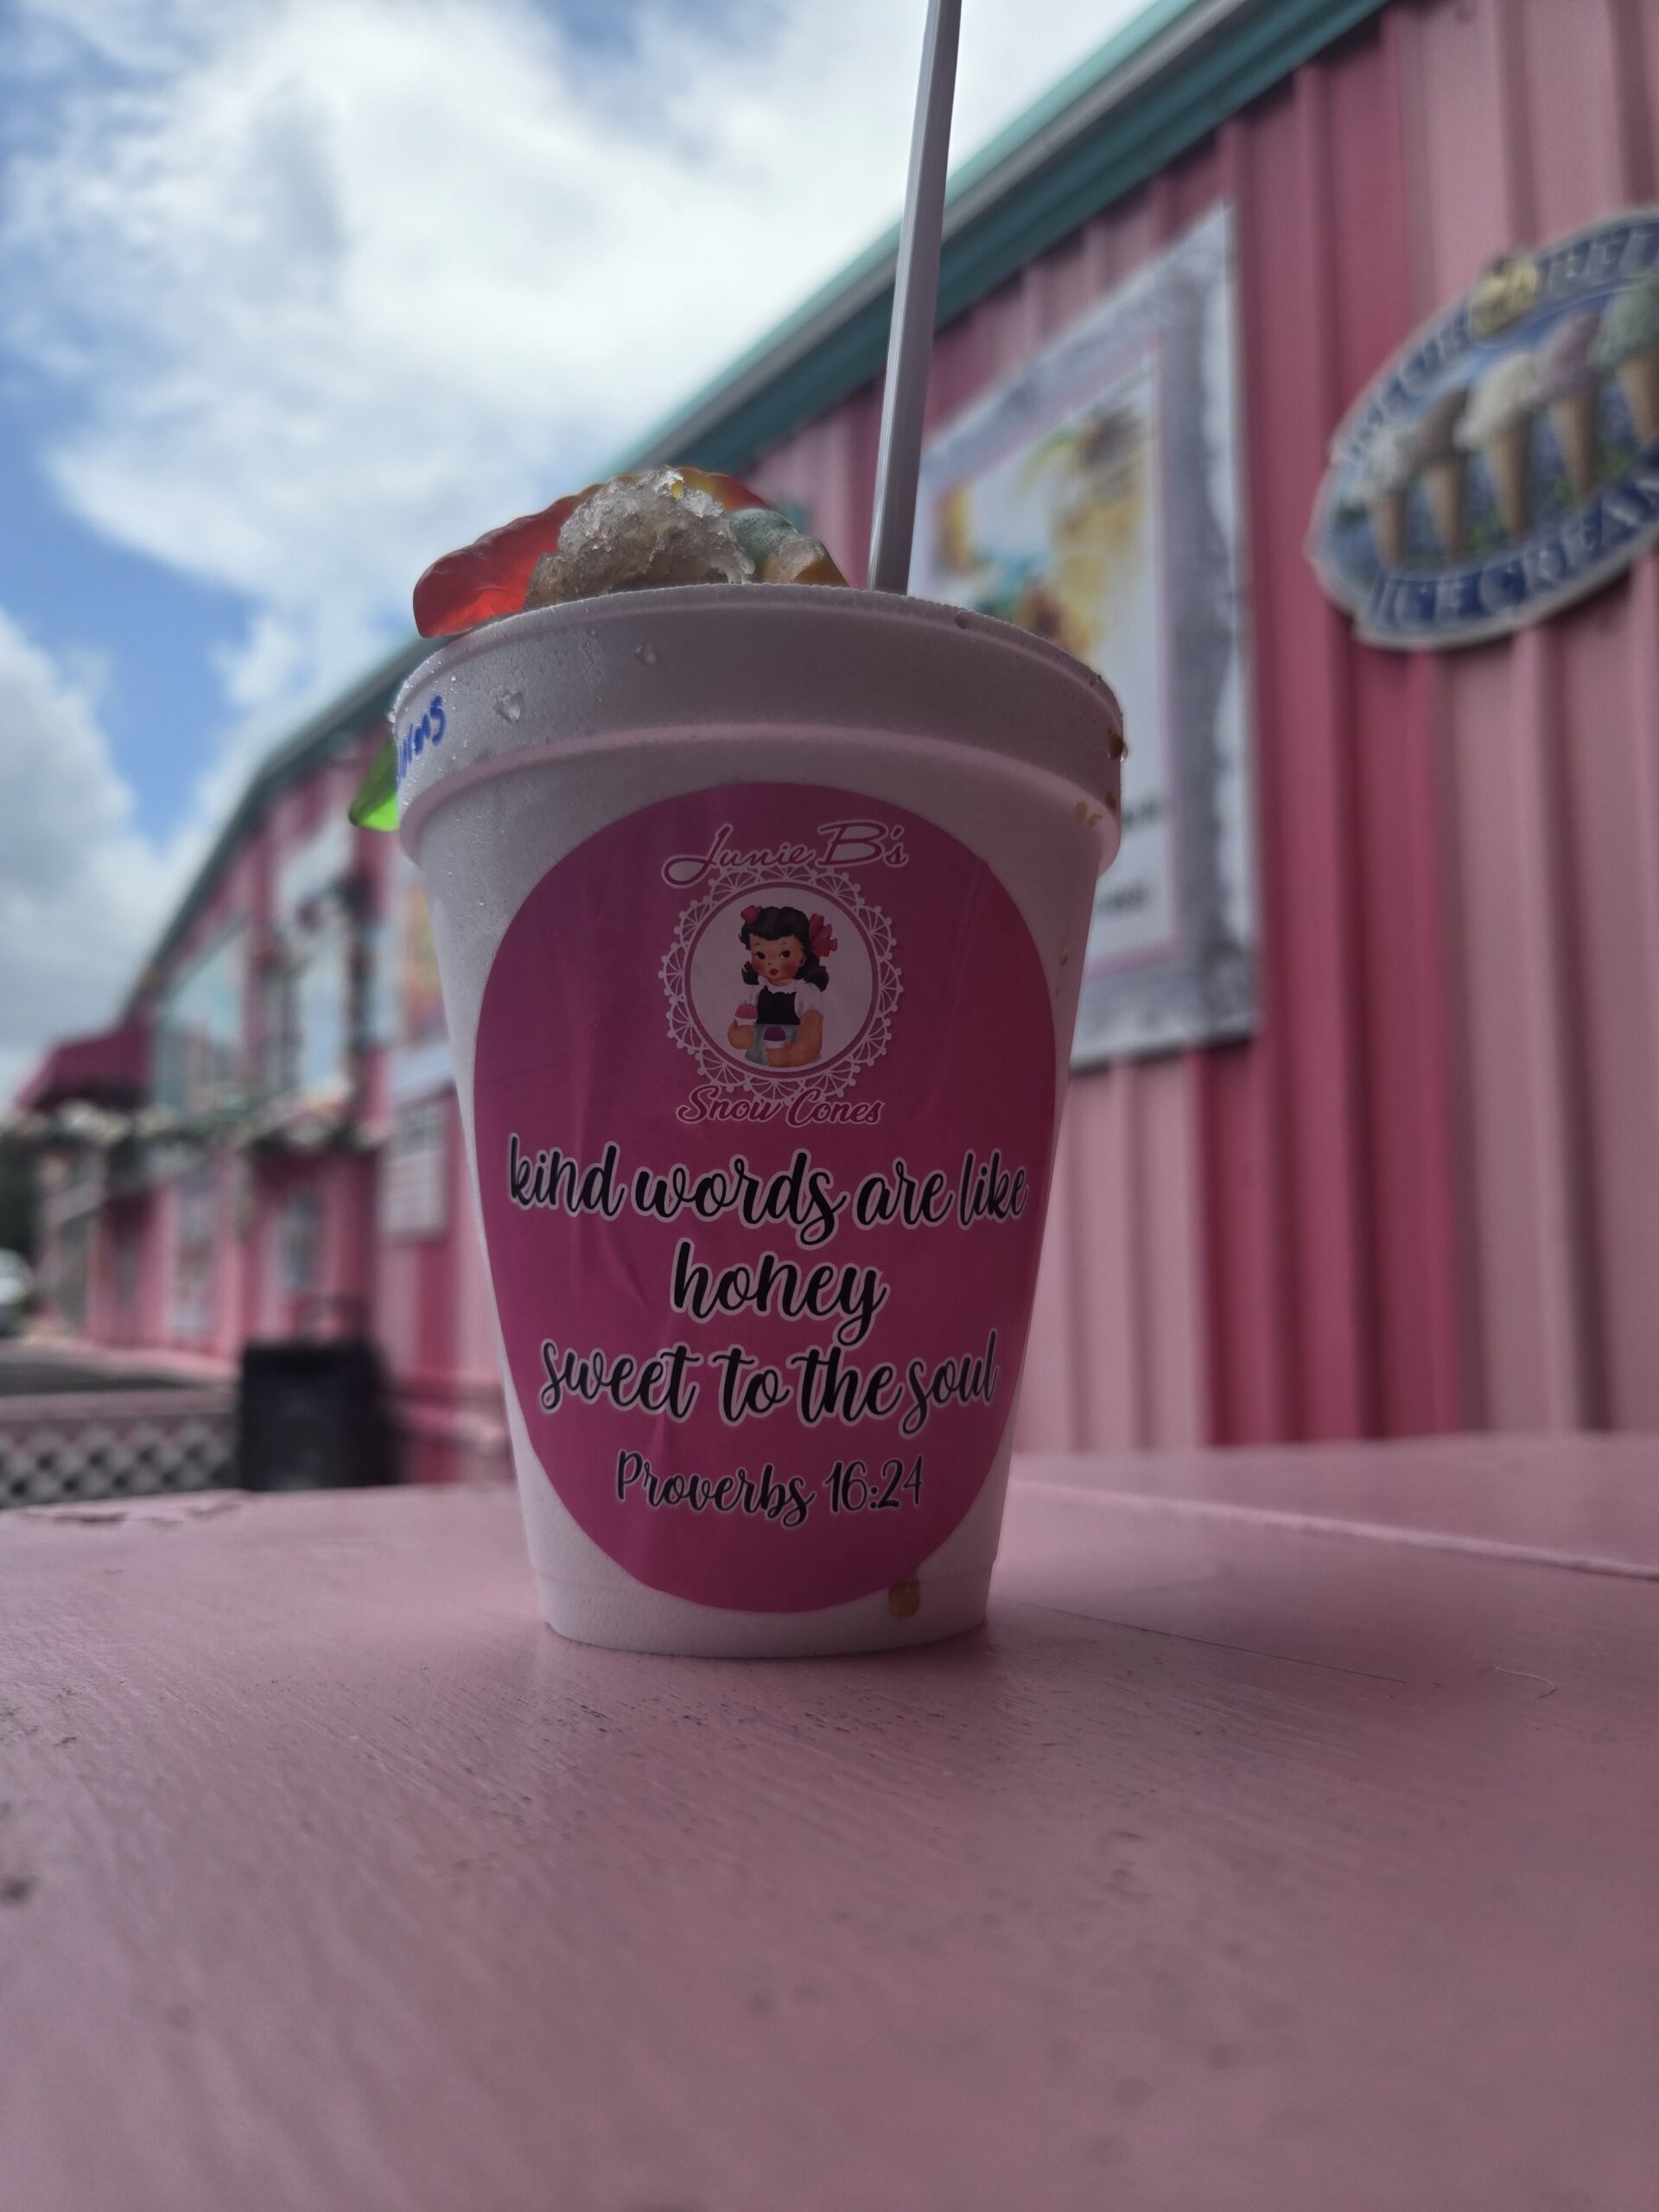 Junie B's
Snow Cones
kind words are like
honey
sweet to the soul
Proverbs 16:24
ICE CREAM